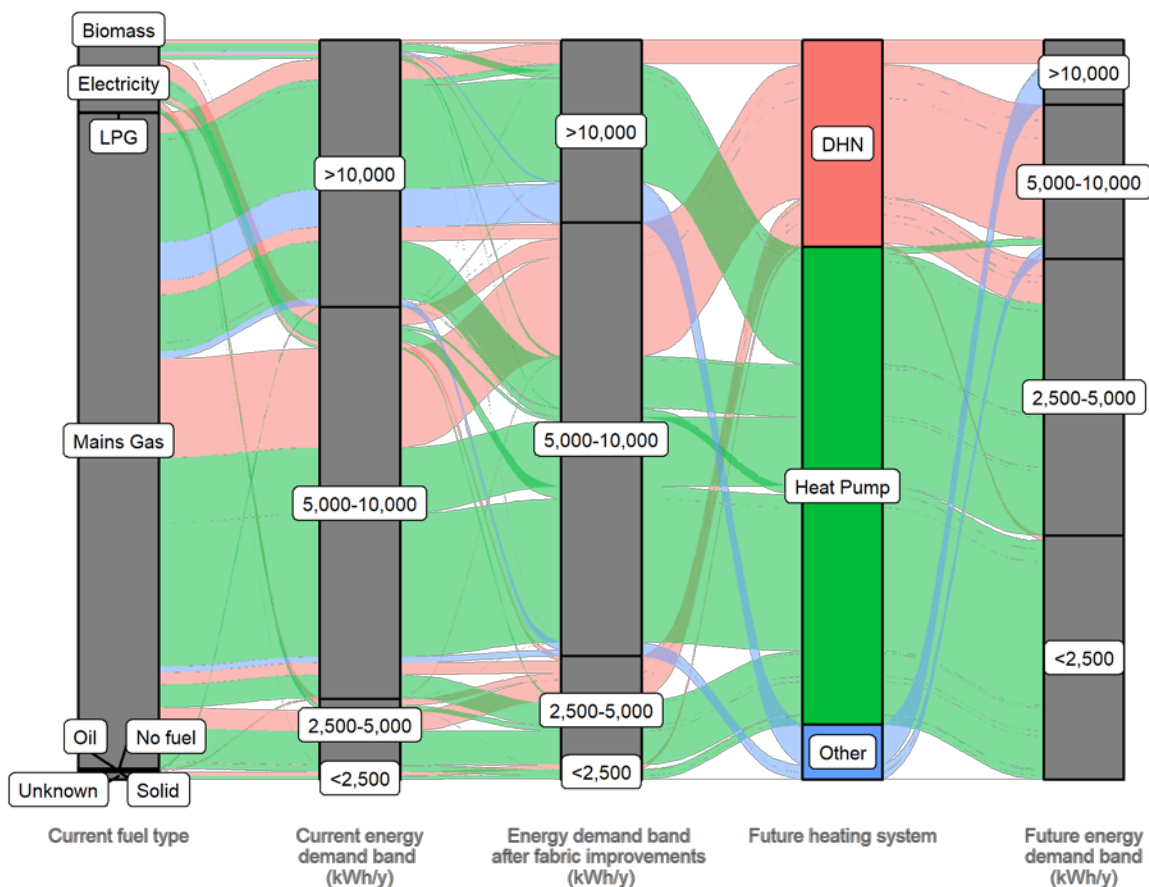 Biomass
Electricity
LPG
Mains Gas
Oil
No fuel
Unknown
Solid
>10,000
5,000-10,000
2,500-5,000
<2,500
>10,000
5,000-10,000
2,500-5,000
<2,500
DHN
Heat Pump
Other
>10,000
5,000-10,000
2,500-5,000
<2,500
Current fuel type
Current energy
demand band
(kWh/y)
Energy demand band
after fabric improvements
(kWh/y)
Future heating system
Future energy
demand band
(kWh/y)